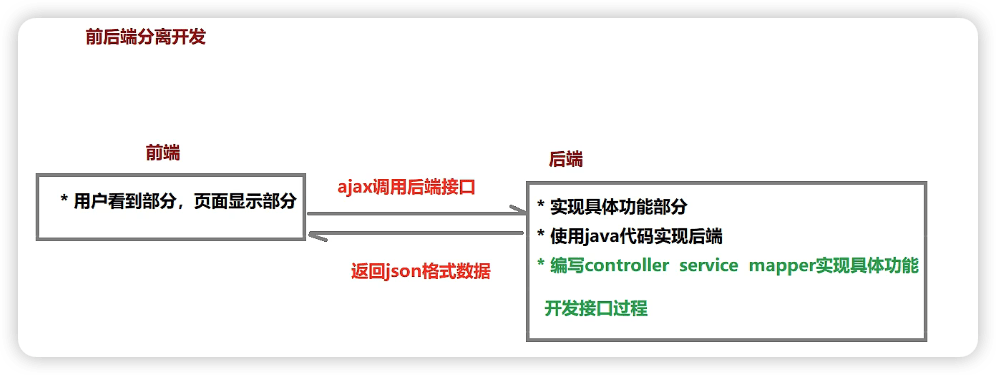 前后端分离开发
前端
* 用户看到部分，页面显示部分
ajax调用后端接口
返回json格式数据
后端
* 实现具体功能部分
* 使用java代码实现后端
* 编写controller service mapper实现具体功能
开发接口过程